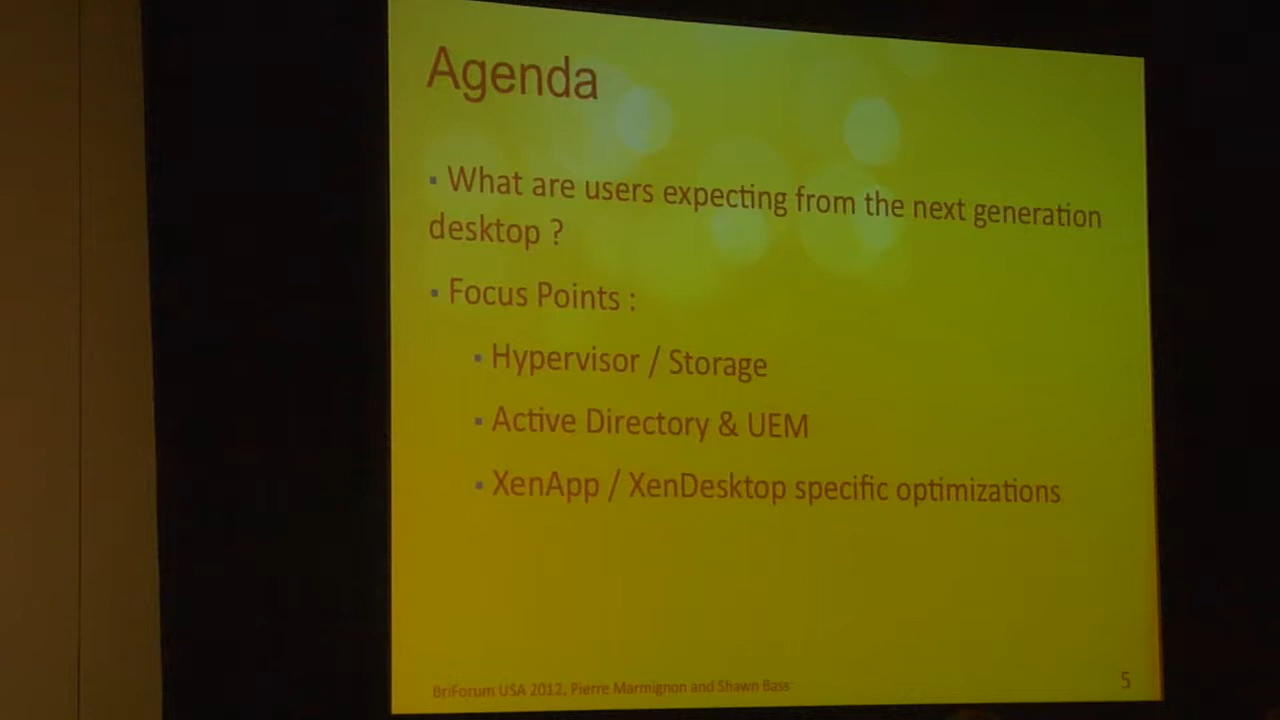 Agenda
▪ What are users expecting from the next generation
desktop ?
▪ Focus Points :
▪ Hypervisor / Storage
▪ Active Directory & UEM
▪ XenApp / XenDesktop specific optimizations
BriForum USA 2012, Pierre Marmignon and Shawn Bass
5